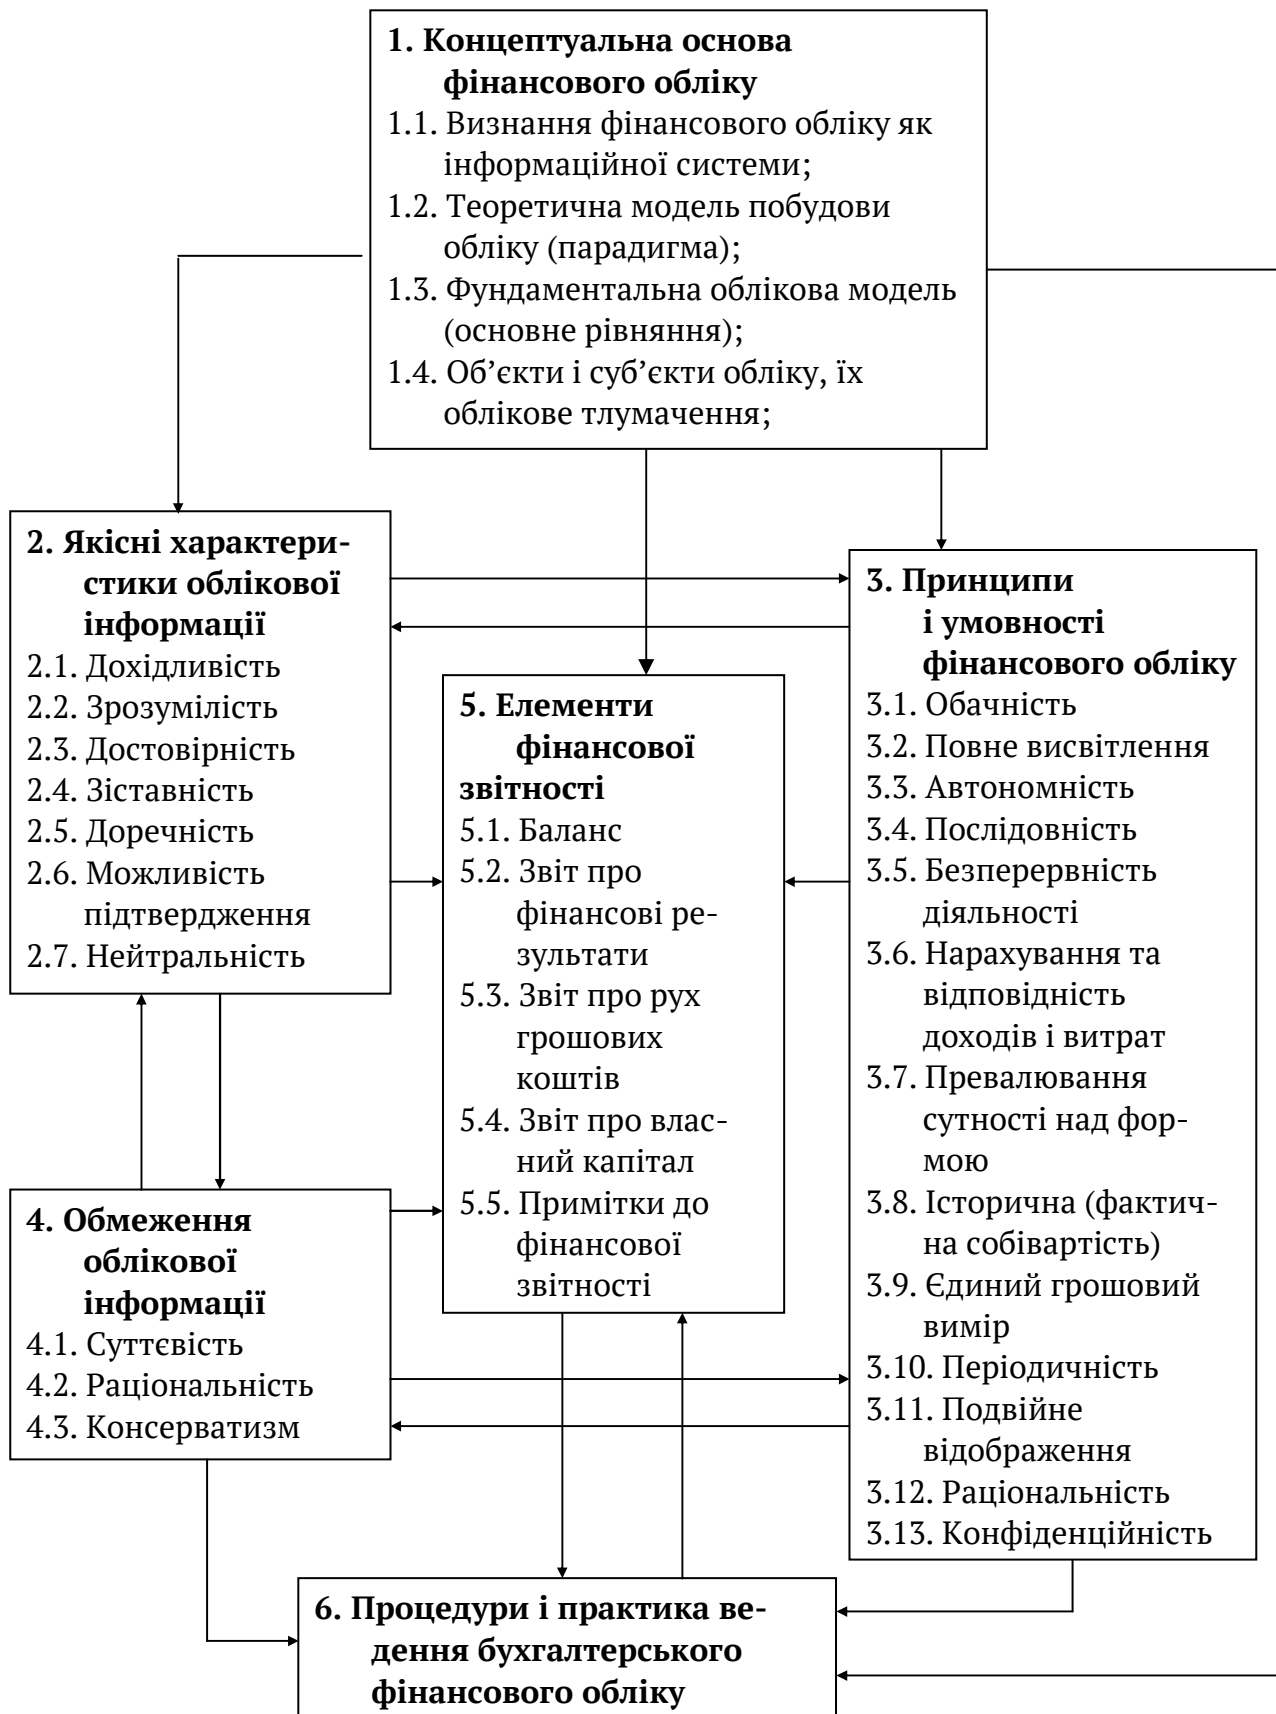 1. Концептуальна основа
фінансового обліку
1.1. Визнання фінансового обліку як
інформаційної системи;
1.2. Теоретична модель побудови
обліку (парадигма);
1.3. Фундаментальна облікова модель
(основне рівняння);
1.4. Об’єкти і суб’єкти обліку, їх
облікове тлумачення;
2. Якісні характери-
стики облікової
інформації
2.1. Дохідливість
2.2. Зрозумілість
2.3. Достовірність
2.4. Зіставність
2.5. Доречність
2.6. Можливість
підтвердження
2.7. Нейтральність
3. Принципи
і умовності
фінансового обліку
3.1. Обачність
3.2. Повне висвітлення
3.3. Автономність
3.4. Послідовність
3.5. Безперервність
діяльності
3.6. Нарахування та
відповідність
доходів і витрат
3.7. Превалювання
сутності над фор-
мою
3.8. Історична (фактич-
на собівартість)
3.9. Єдиний грошовий
вимір
3.10. Періодичність
3.11. Подвійне
відображення
3.12. Раціональність
3.13. Конфіденційність
5. Елементи
фінансової
звітності
5.1. Баланс
5.2. Звіт про
фінансові ре-
зультати
5.3. Звіт про рух
грошових
коштів
5.4. Звіт про влас-
ний капітал
5.5. Примітки до
фінансової
звітності
4. Обмеження
облікової
інформації
4.1. Суттєвість
4.2. Раціональність
4.3. Консерватизм
6. Процедури і практика ве-
дення бухгалтерського
фінансового обліку